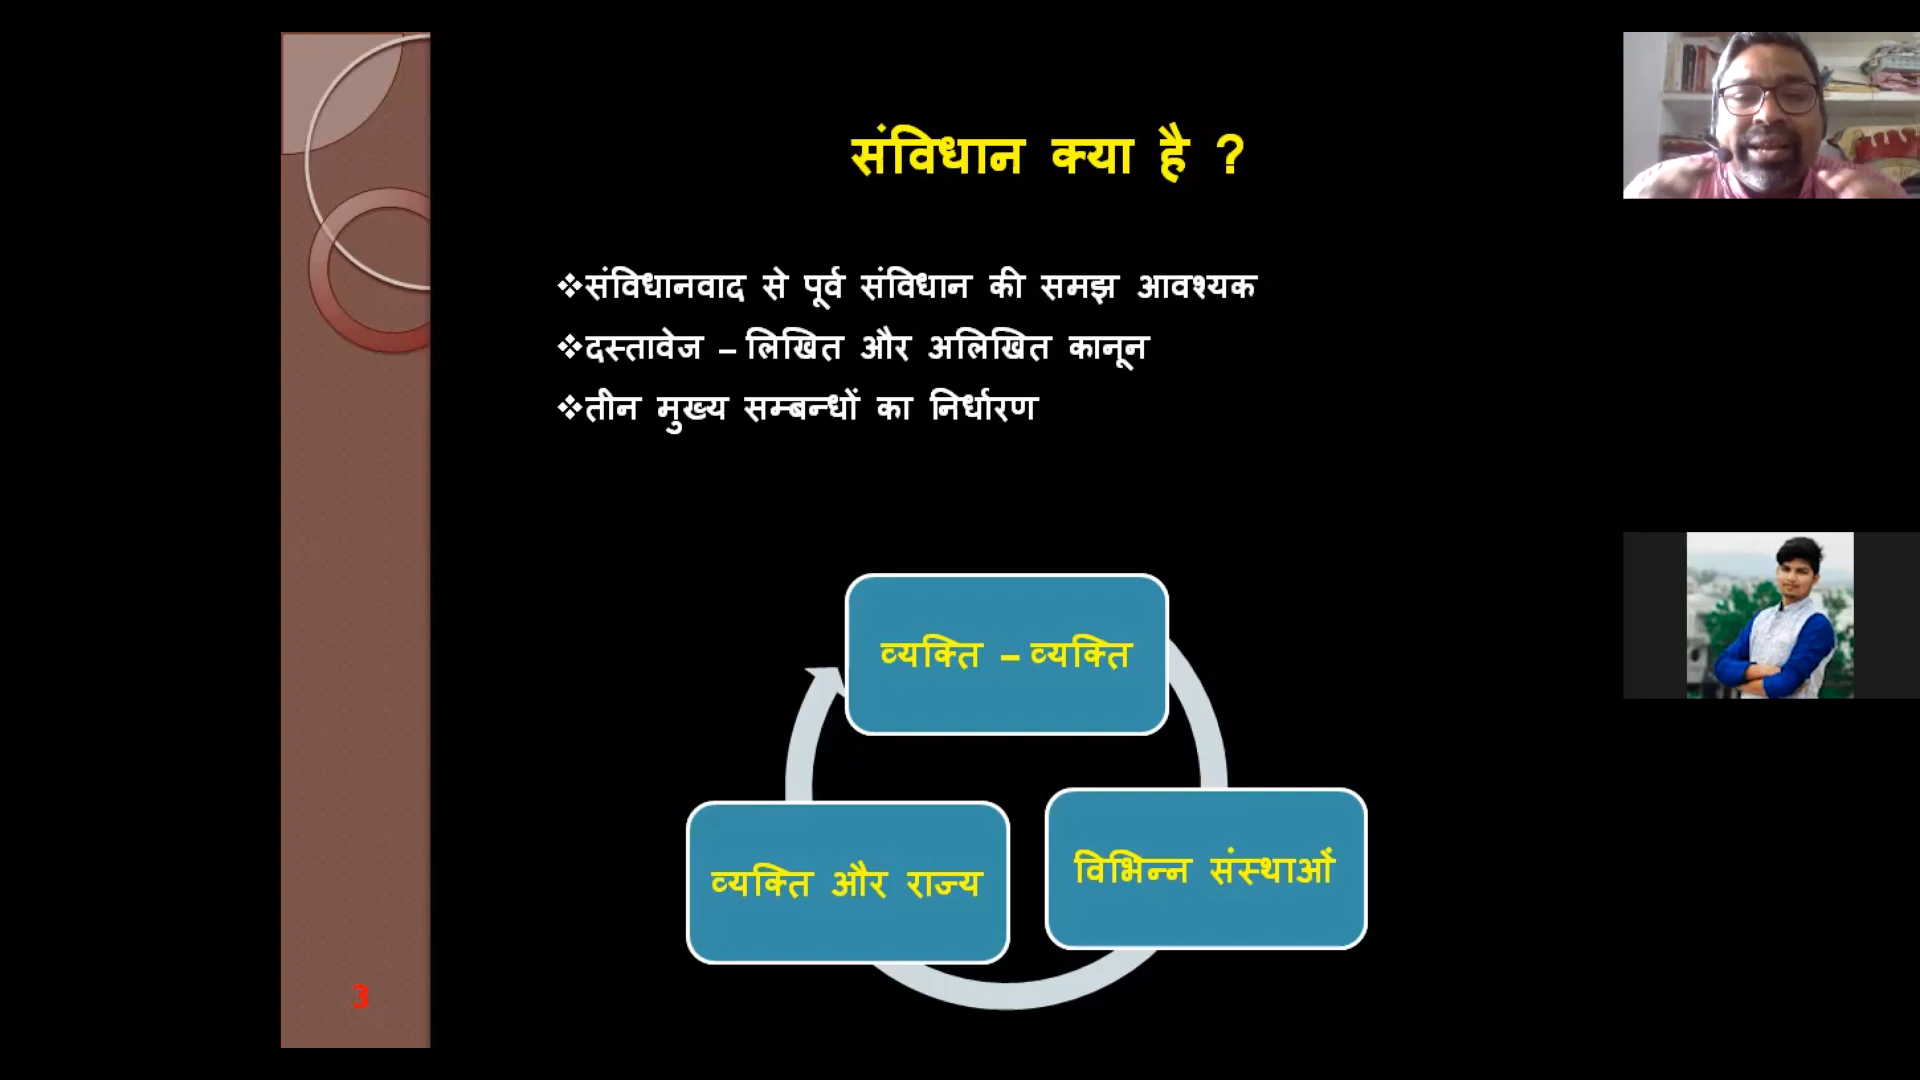 संविधान क्या है ?
❖संविधानवाद से पूर्व संविधान की समझ आवश्यक
❖दस्तावेज – लिखित और अलिखित कानून
❖तीन मुख्य सम्बन्धों का निर्धारण
व्यक्ति – व्यक्ति
व्यक्ति और राज्य
विभिन्न संस्थाओं
3